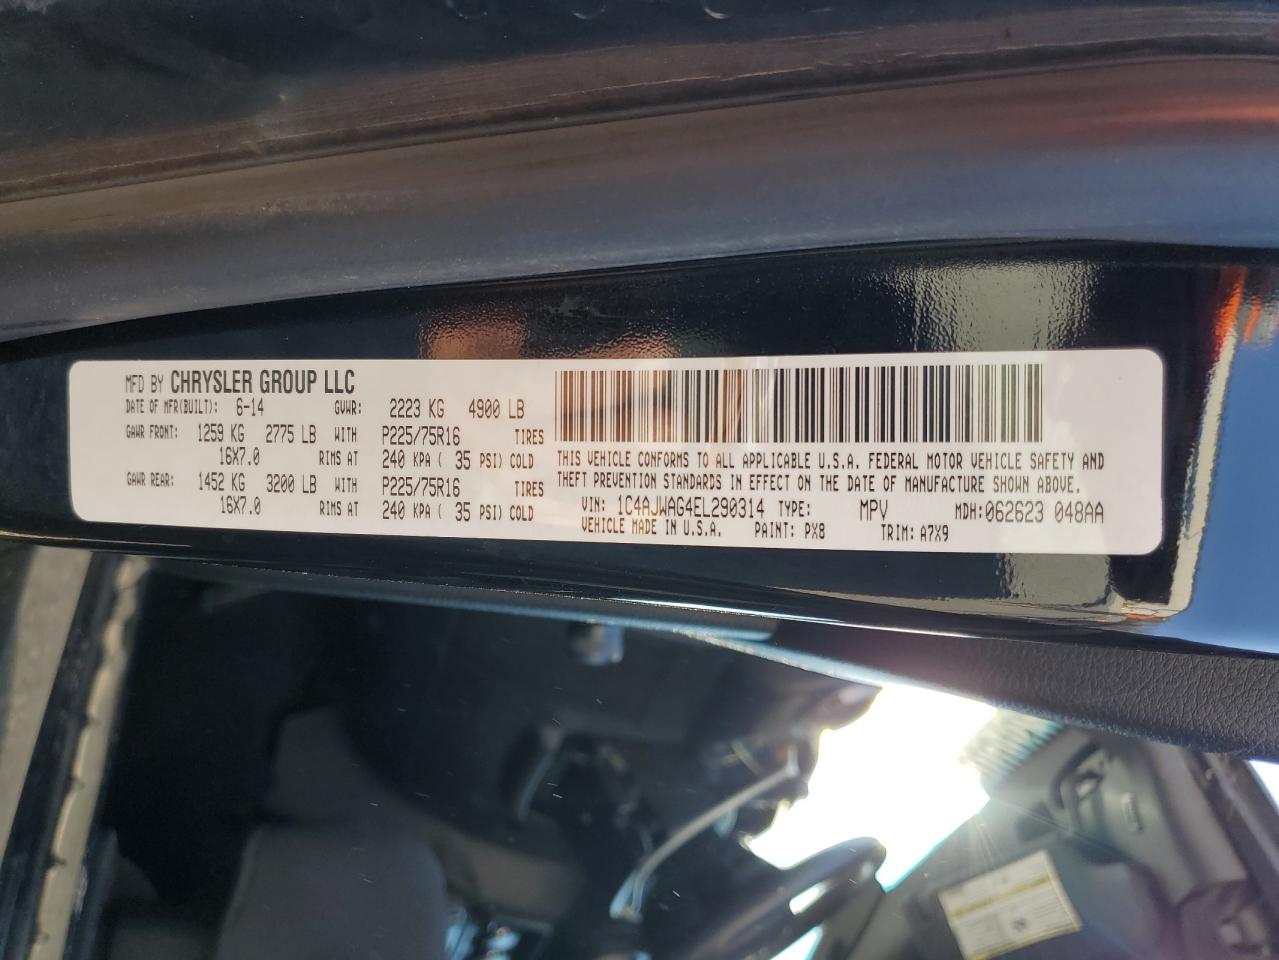 MFD BY CHRYSLER GROUP LLC
DATE OF MFR(BUILT): 6-14 GVWR: 2223 KG 4900 LB
GAWR FRONT: 1259 KG 2775 LB WITH P225/75R16 TIRES
16X7.0 RIMS AT 240 KPA ( 35 PSI) COLD
GAWR REAR: 1452 KG 3200 LB WITH P225/75R16 TIRES
16X7.0 RIMS AT 240 KPA ( 35 PSI) COLD
THIS VEHICLE CONFORMS TO ALL APPLICABLE U.S.A. FEDERAL MOTOR VEHICLE SAFETY AND
THEFT PREVENTION STANDARDS IN EFFECT ON THE DATE OF MANUFACTURE SHOWN ABOVE.
VIN: 1C4AJWAG4EL290314 TYPE: MPV MDH: 062623 048AA
VEHICLE MADE IN U.S.A. PAINT: PX8 TRIM: A7X9